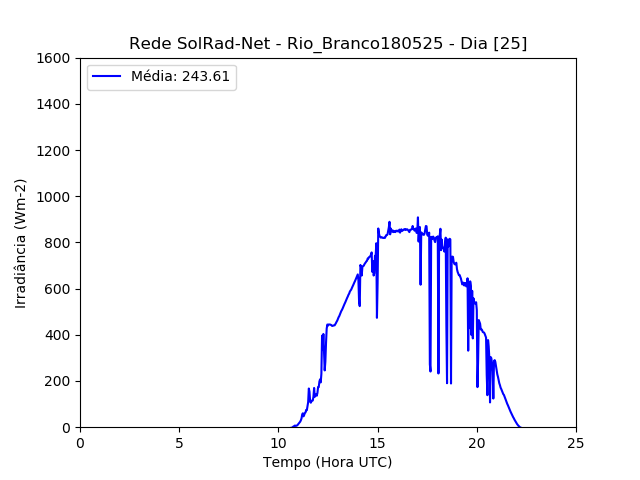 Rede SolRad-Net - Rio_Branco180525 - Dia [25]
Média: 243.61
1600
1400
1200
1000
800
600
400
200
0
0 5 10 15 20 25
Irradiância (Wm-2)
Tempo (Hora UTC)